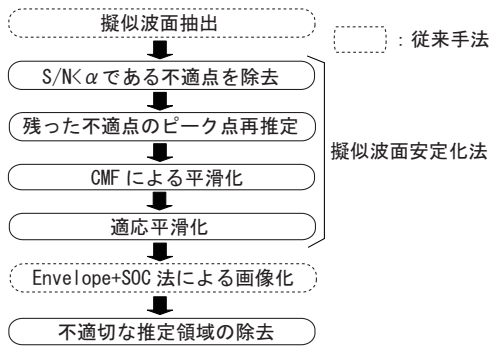 擬似波面抽出
：従来手法
S/N<αである不適点を除去
残った不適点のピーク点再推定
擬似波面安定化法
CMFによる平滑化
適応平滑化
Envelope+SOC法による画像化
不適切な推定領域の除去